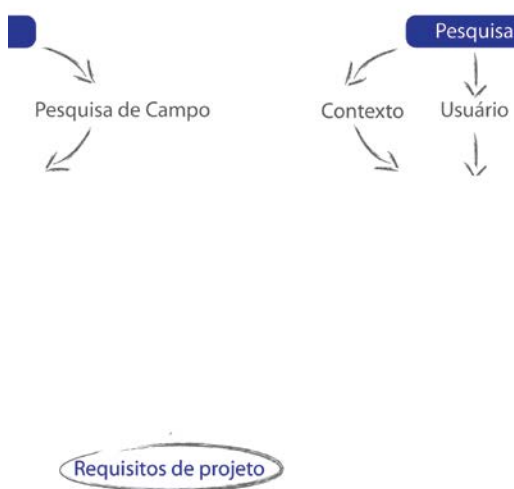 Pesquisa
Pesquisa de Campo
Contexto
Usuário
Requisitos de projeto